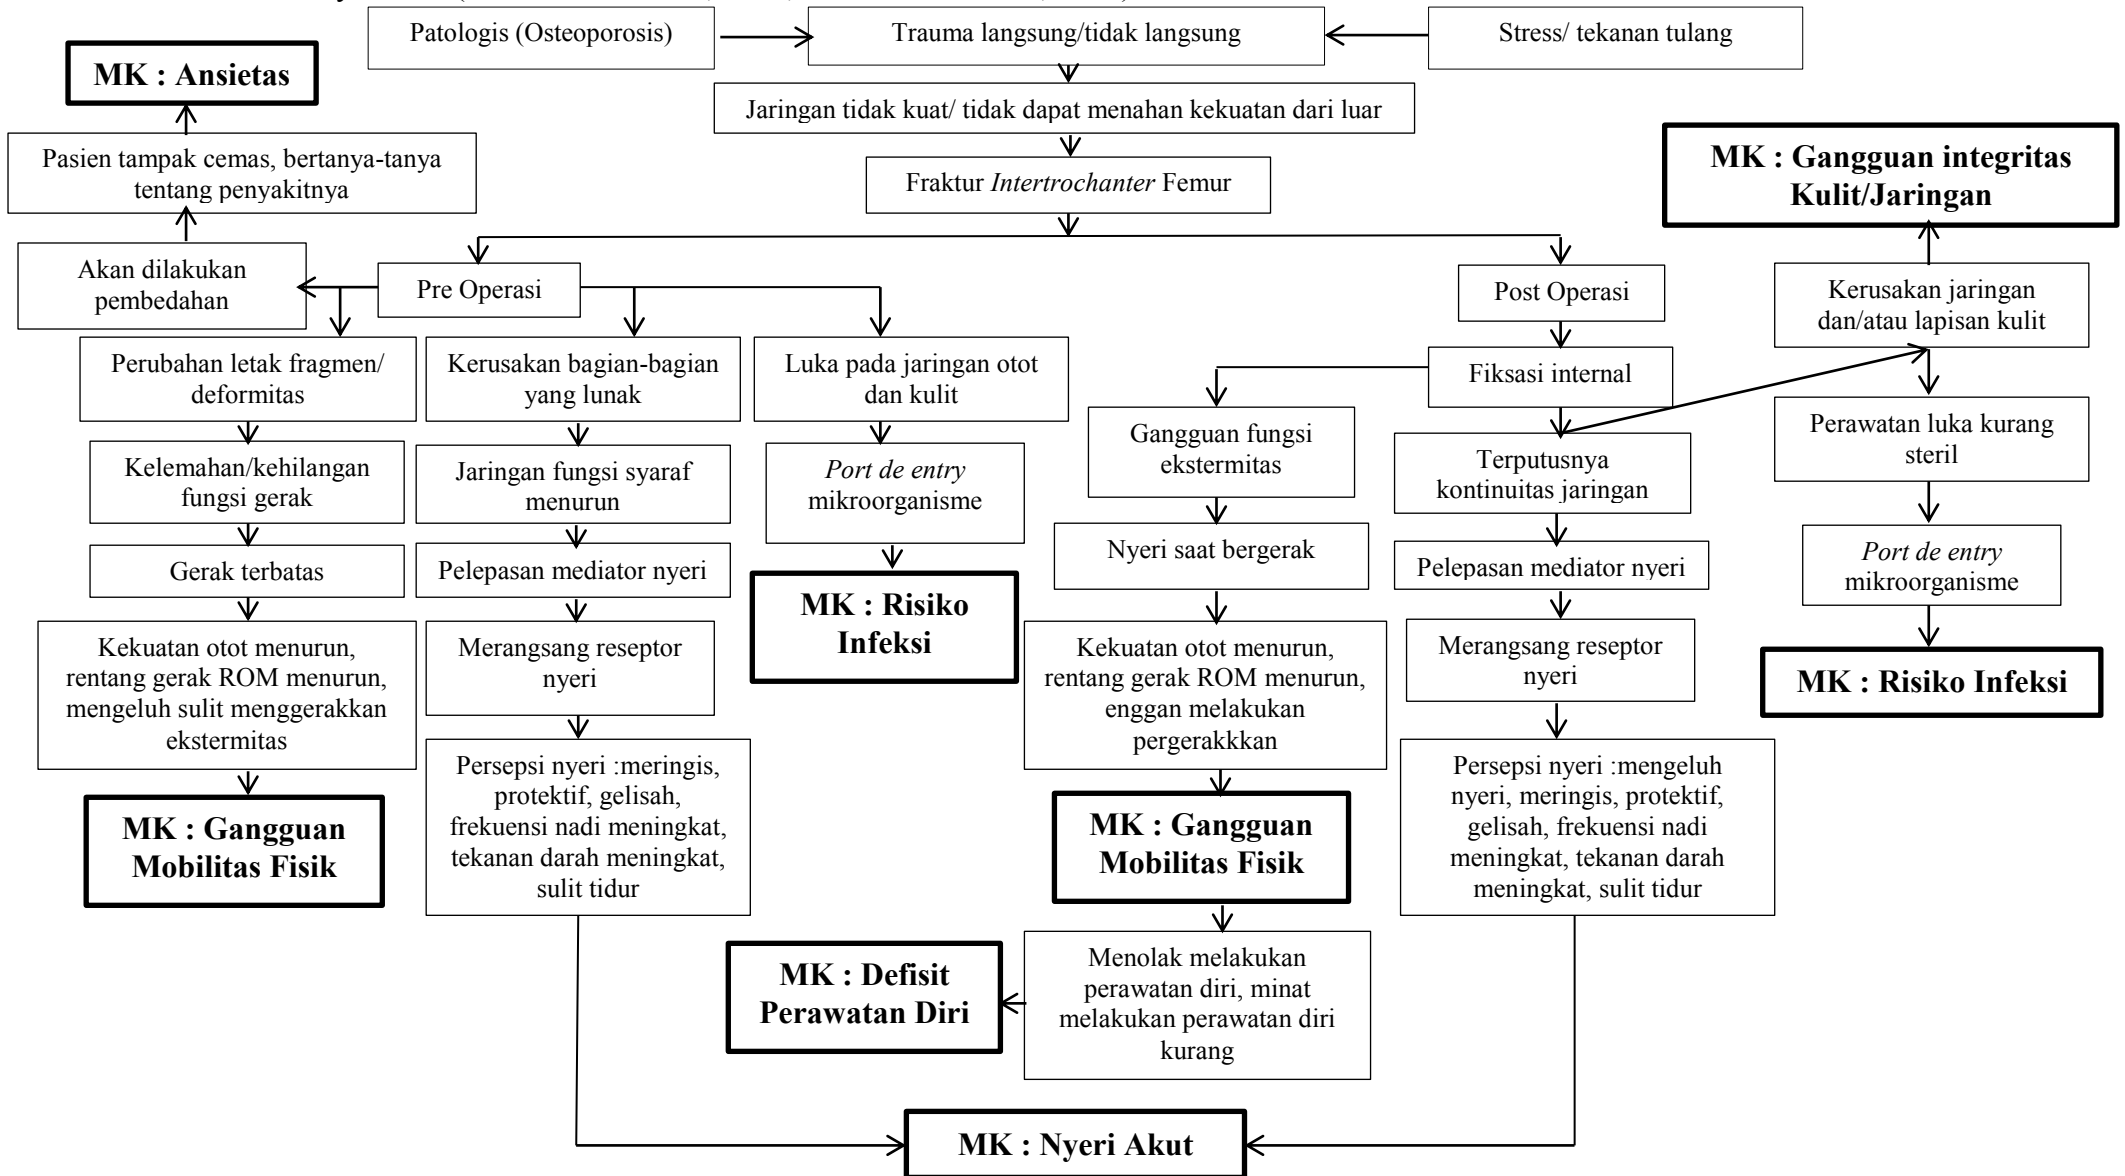 Patologis (Osteoporosis)
Trauma langsung/tidak langsung
Stress/ tekanan tulang
MK : Ansietas
Jaringan tidak kuat/ tidak dapat menahan kekuatan dari luar
Pasien tampak cemas, bertanya-tanya
tentang penyakitnya
Fraktur Intertrochanter Femur
MK : Gangguan integritas
Kulit/Jaringan
Akan dilakukan
pembedahan
Pre Operasi
Post Operasi
Kerusakan jaringan
dan/atau lapisan kulit
Perubahan letak fragmen/
deformitas
Kerusakan bagian-bagian
yang lunak
Luka pada jaringan otot
dan kulit
Fiksasi internal
Gangguan fungsi
ekstermitas
Terputusnya
kontinuitas jaringan
Perawatan luka kurang
steril
Kelemahan/kehilangan
fungsi gerak
Jaringan fungsi syaraf
menurun
Port de entry
mikroorganisme
Nyeri saat bergerak
Pelepasan mediator nyeri
Port de entry
mikroorganisme
Gerak terbatas
Pelepasan mediator nyeri
MK : Risiko
Infeksi
Kekuatan otot menurun,
rentang gerak ROM menurun,
mengeluh sulit menggerakkan
ekstermitas
Merangsang reseptor
nyeri
Kekuatan otot menurun,
rentang gerak ROM menurun,
enggan melakukan
pergerakkkan
Merangsang reseptor
nyeri
MK : Risiko Infeksi
MK : Gangguan
Mobilitas Fisik
Persepsi nyeri :meringis,
protektif, gelisah,
frekuensi nadi meningkat,
tekanan darah meningkat,
sulit tidur
MK : Gangguan
Mobilitas Fisik
Persepsi nyeri :mengeluh
nyeri, meringis, protektif,
gelisah, frekuensi nadi
meningkat, tekanan darah
meningkat, sulit tidur
MK : Defisit
Perawatan Diri
Menolak melakukan
perawatan diri, minat
melakukan perawatan diri
kurang
MK : Nyeri Akut